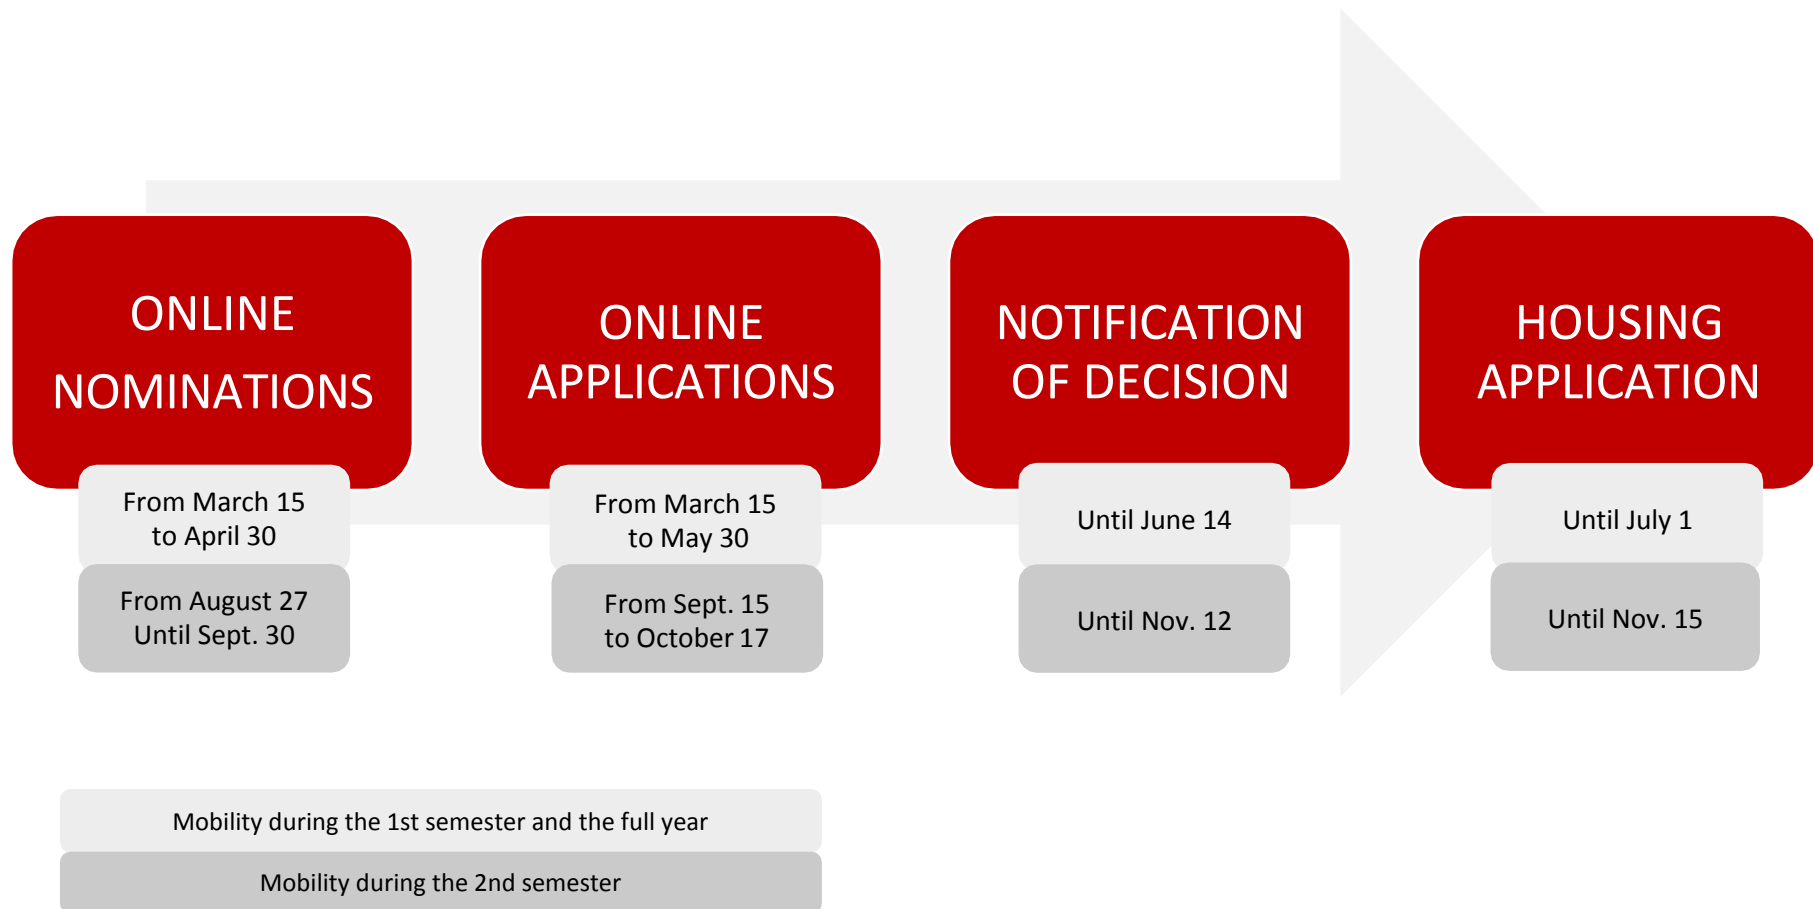 ONLINE
NOMINATIONS
From March 15
to April 30
From August 27
Until Sept. 30
ONLINE
APPLICATIONS
From March 15
to May 30
From Sept. 15
to October 17
NOTIFICATION
OF DECISION
Until June 14
Until Nov. 12
HOUSING
APPLICATION
Until July 1
Until Nov. 15
Mobility during the 1st semester and the full year
Mobility during the 2nd semester